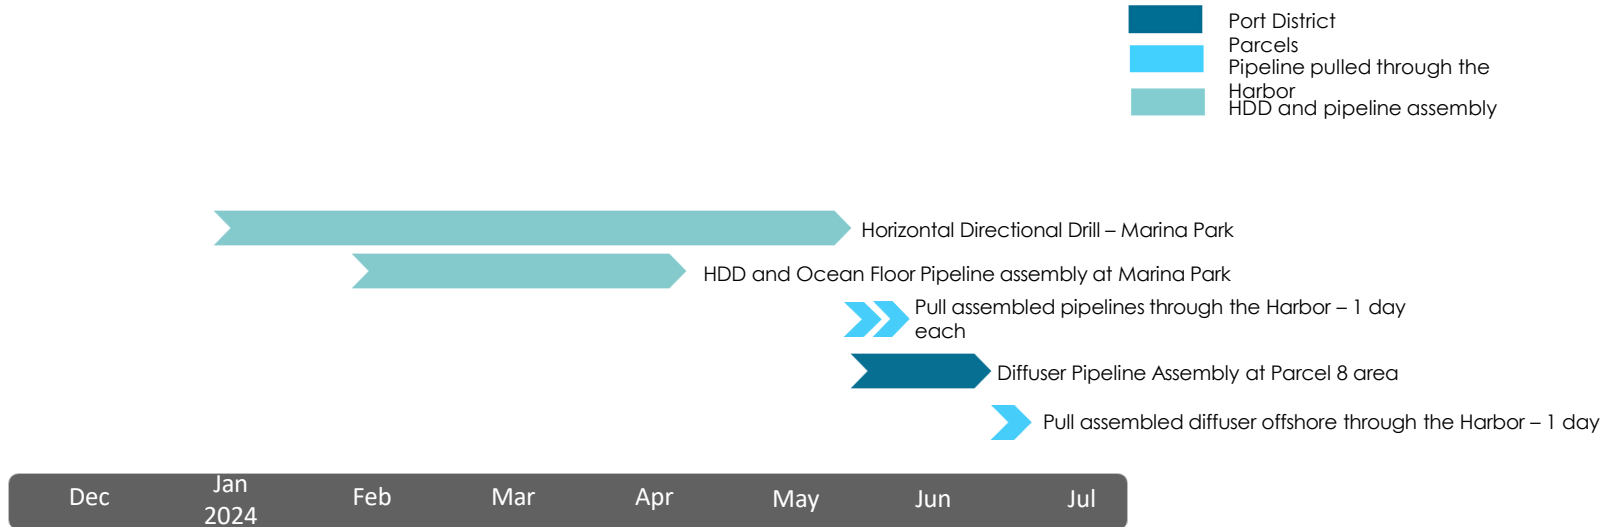 Port District
Parcels
Pipeline pulled through the
Harbor
HDD and pipeline assembly
Horizontal Directional Drill – Marina Park
HDD and Ocean Floor Pipeline assembly at Marina Park
Pull assembled pipelines through the Harbor – 1 day
each
Diffuser Pipeline Assembly at Parcel 8 area
Pull assembled diffuser offshore through the Harbor – 1 day
Dec
Jan
2024
Feb
Mar
Apr
May
Jun
Jul